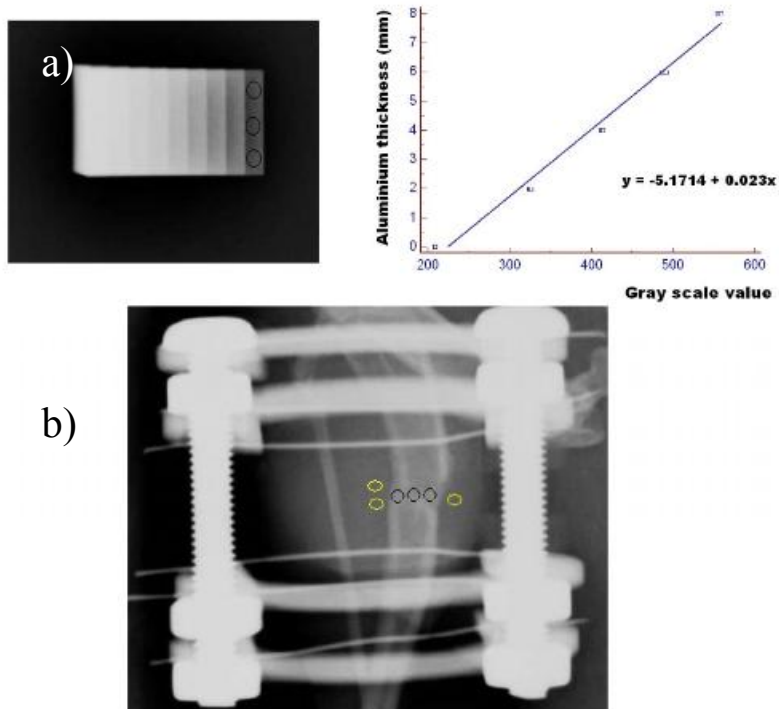 a)
Aluminium thickness (mm)
8
7
6
5
4
3
2
1
0
y = -5.1714 + 0.023x
200 300 400 500 600
Gray scale value
b)